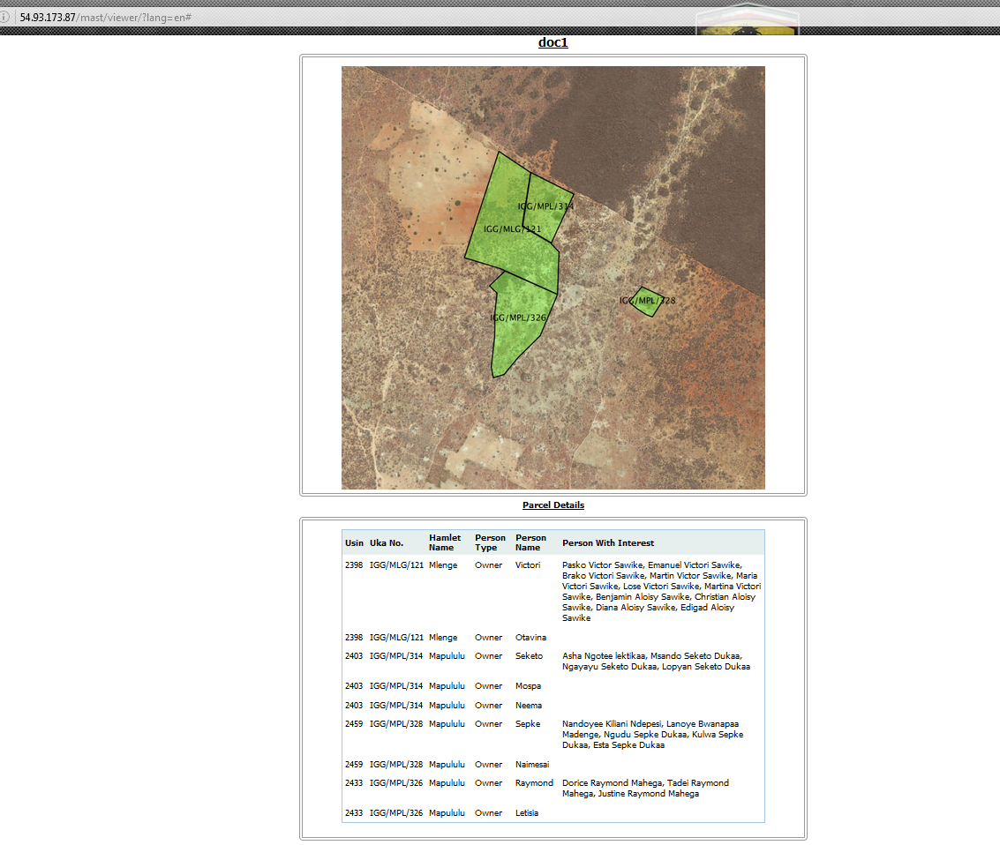 54.93.173.87/mast/viewer/?lang=en#
doc1
IGG/MPL/314
IGG/MLG/121
IGG/MPL/328
IGG/MPL/326
Parcel Details
Usin Uka No. Hamlet Name Person Type Person Name Person With Interest
2398 IGG/MLG/121 Mlenge Owner Victori Pasko Victor Sawike, Emanuel Victori Sawike,
Brako Victori Sawike, Martin Victor Sawike, Maria
Victori Sawike, Lose Victori Sawike, Martina Victori
Sawike, Benjamin Aloisy Sawike, Christian Aloisy
Sawike, Diana Aloisy Sawike, Edigad Aloisy
Sawike
2398 IGG/MLG/121 Mlenge Owner Otavina
2403 IGG/MPL/314 Mapululu Owner Seketo Asha Ngotee lektikaa, Msando Seketo Dukaa,
Ngayayu Seketo Dukaa, Lopyan Seketo Dukaa
2403 IGG/MPL/314 Mapululu Owner Mospa
2403 IGG/MPL/314 Mapululu Owner Neema
2459 IGG/MPL/328 Mapululu Owner Sepke Nandoyee Kiliani Ndepesi, Lanoye Bwanapaa
Madenge, Ngudu Sepke Dukaa, Kulwa Sepke
Dukaa, Esta Sepke Dukaa
2459 IGG/MPL/328 Mapululu Owner Naimesai
2433 IGG/MPL/326 Mapululu Owner Raymond Dorice Raymond Mahega, Tadei Raymond
Mahega, Justine Raymond Mahega
2433 IGG/MPL/326 Mapululu Owner Letisia